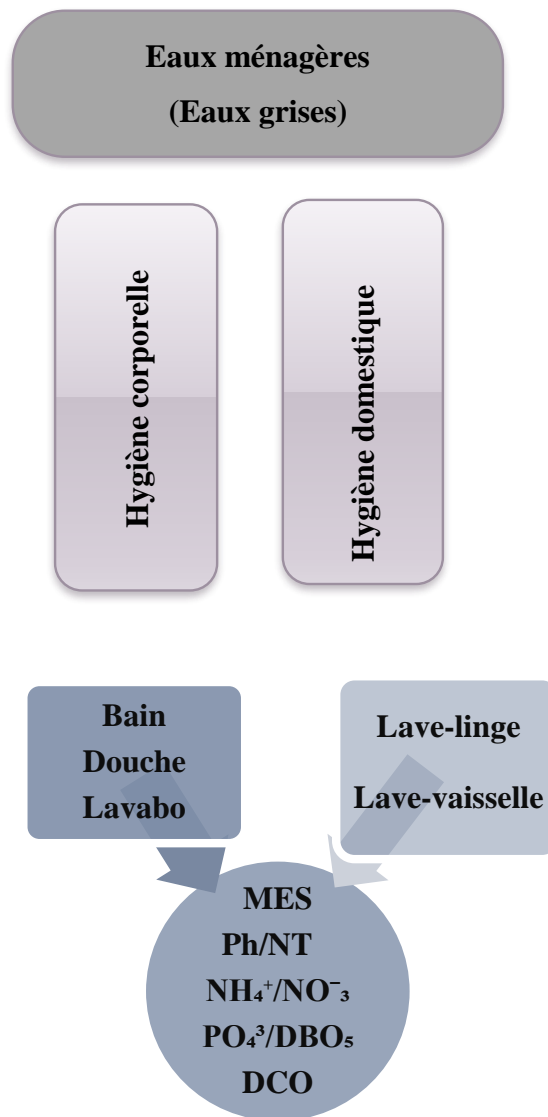 Eaux ménagères
(Eaux grises)
Hygiène corporelle
Hygiène domestique
Bain
Douche
Lavabo
Lave-linge
Lave-vaisselle
MES
Ph/NT
NH₄⁺/NO⁻₃
PO₄³/DBO₅
DCO